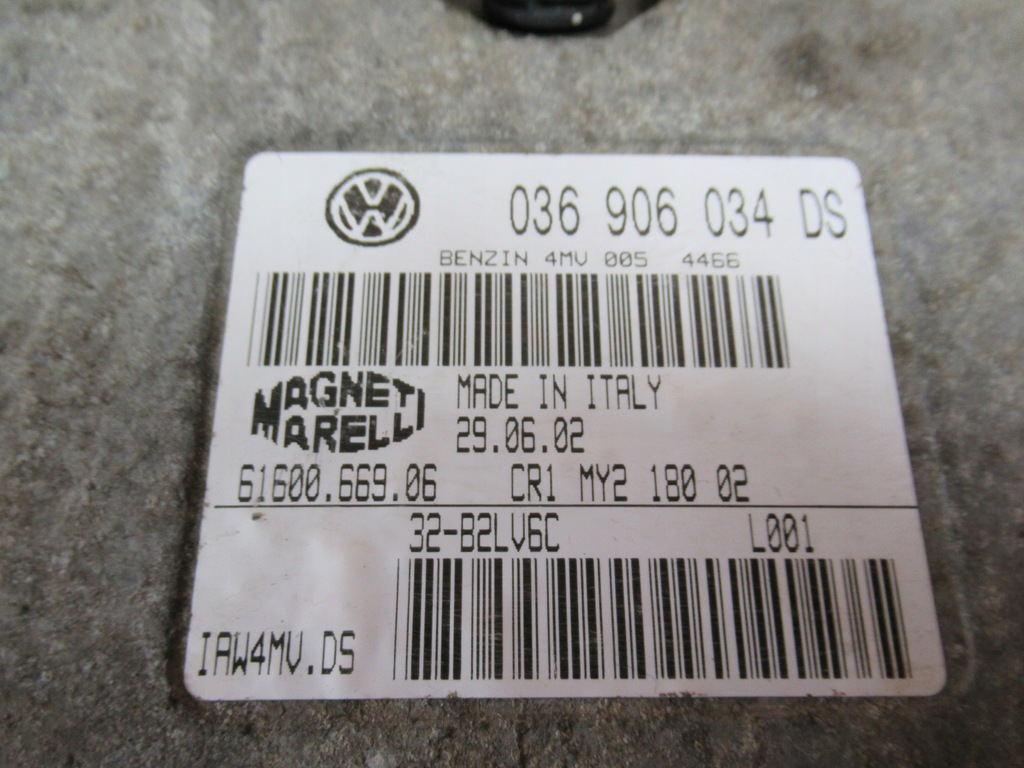 036 906 034 DS
BENZIN 4MV 005 4466
MAGNETI MARELLI
MADE IN ITALY
29.06.02
61600.669.06 CR1 MY2 180 02
32-B2LV6C L001
IAW4MV.DS